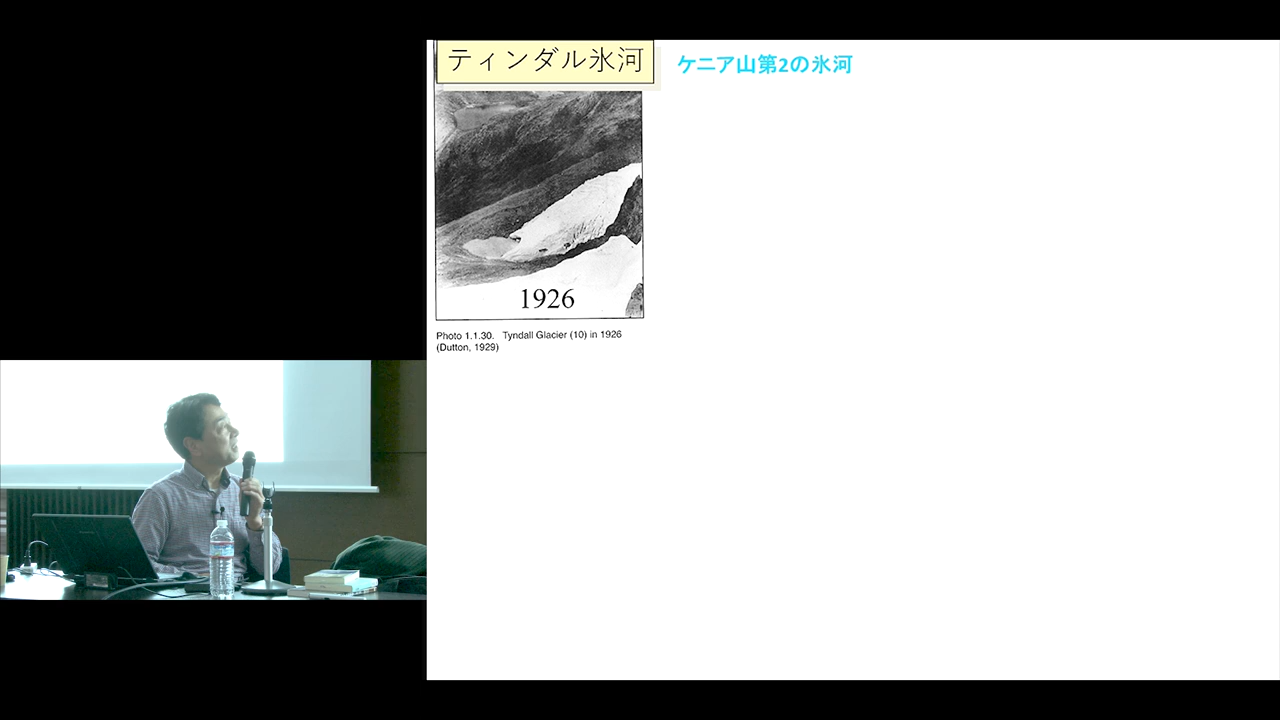 ティンダル氷河
ケニア山第2の氷河
1926
Photo 1.1.30. Tyndall Glacier (10) in 1926
(Dutton, 1929)